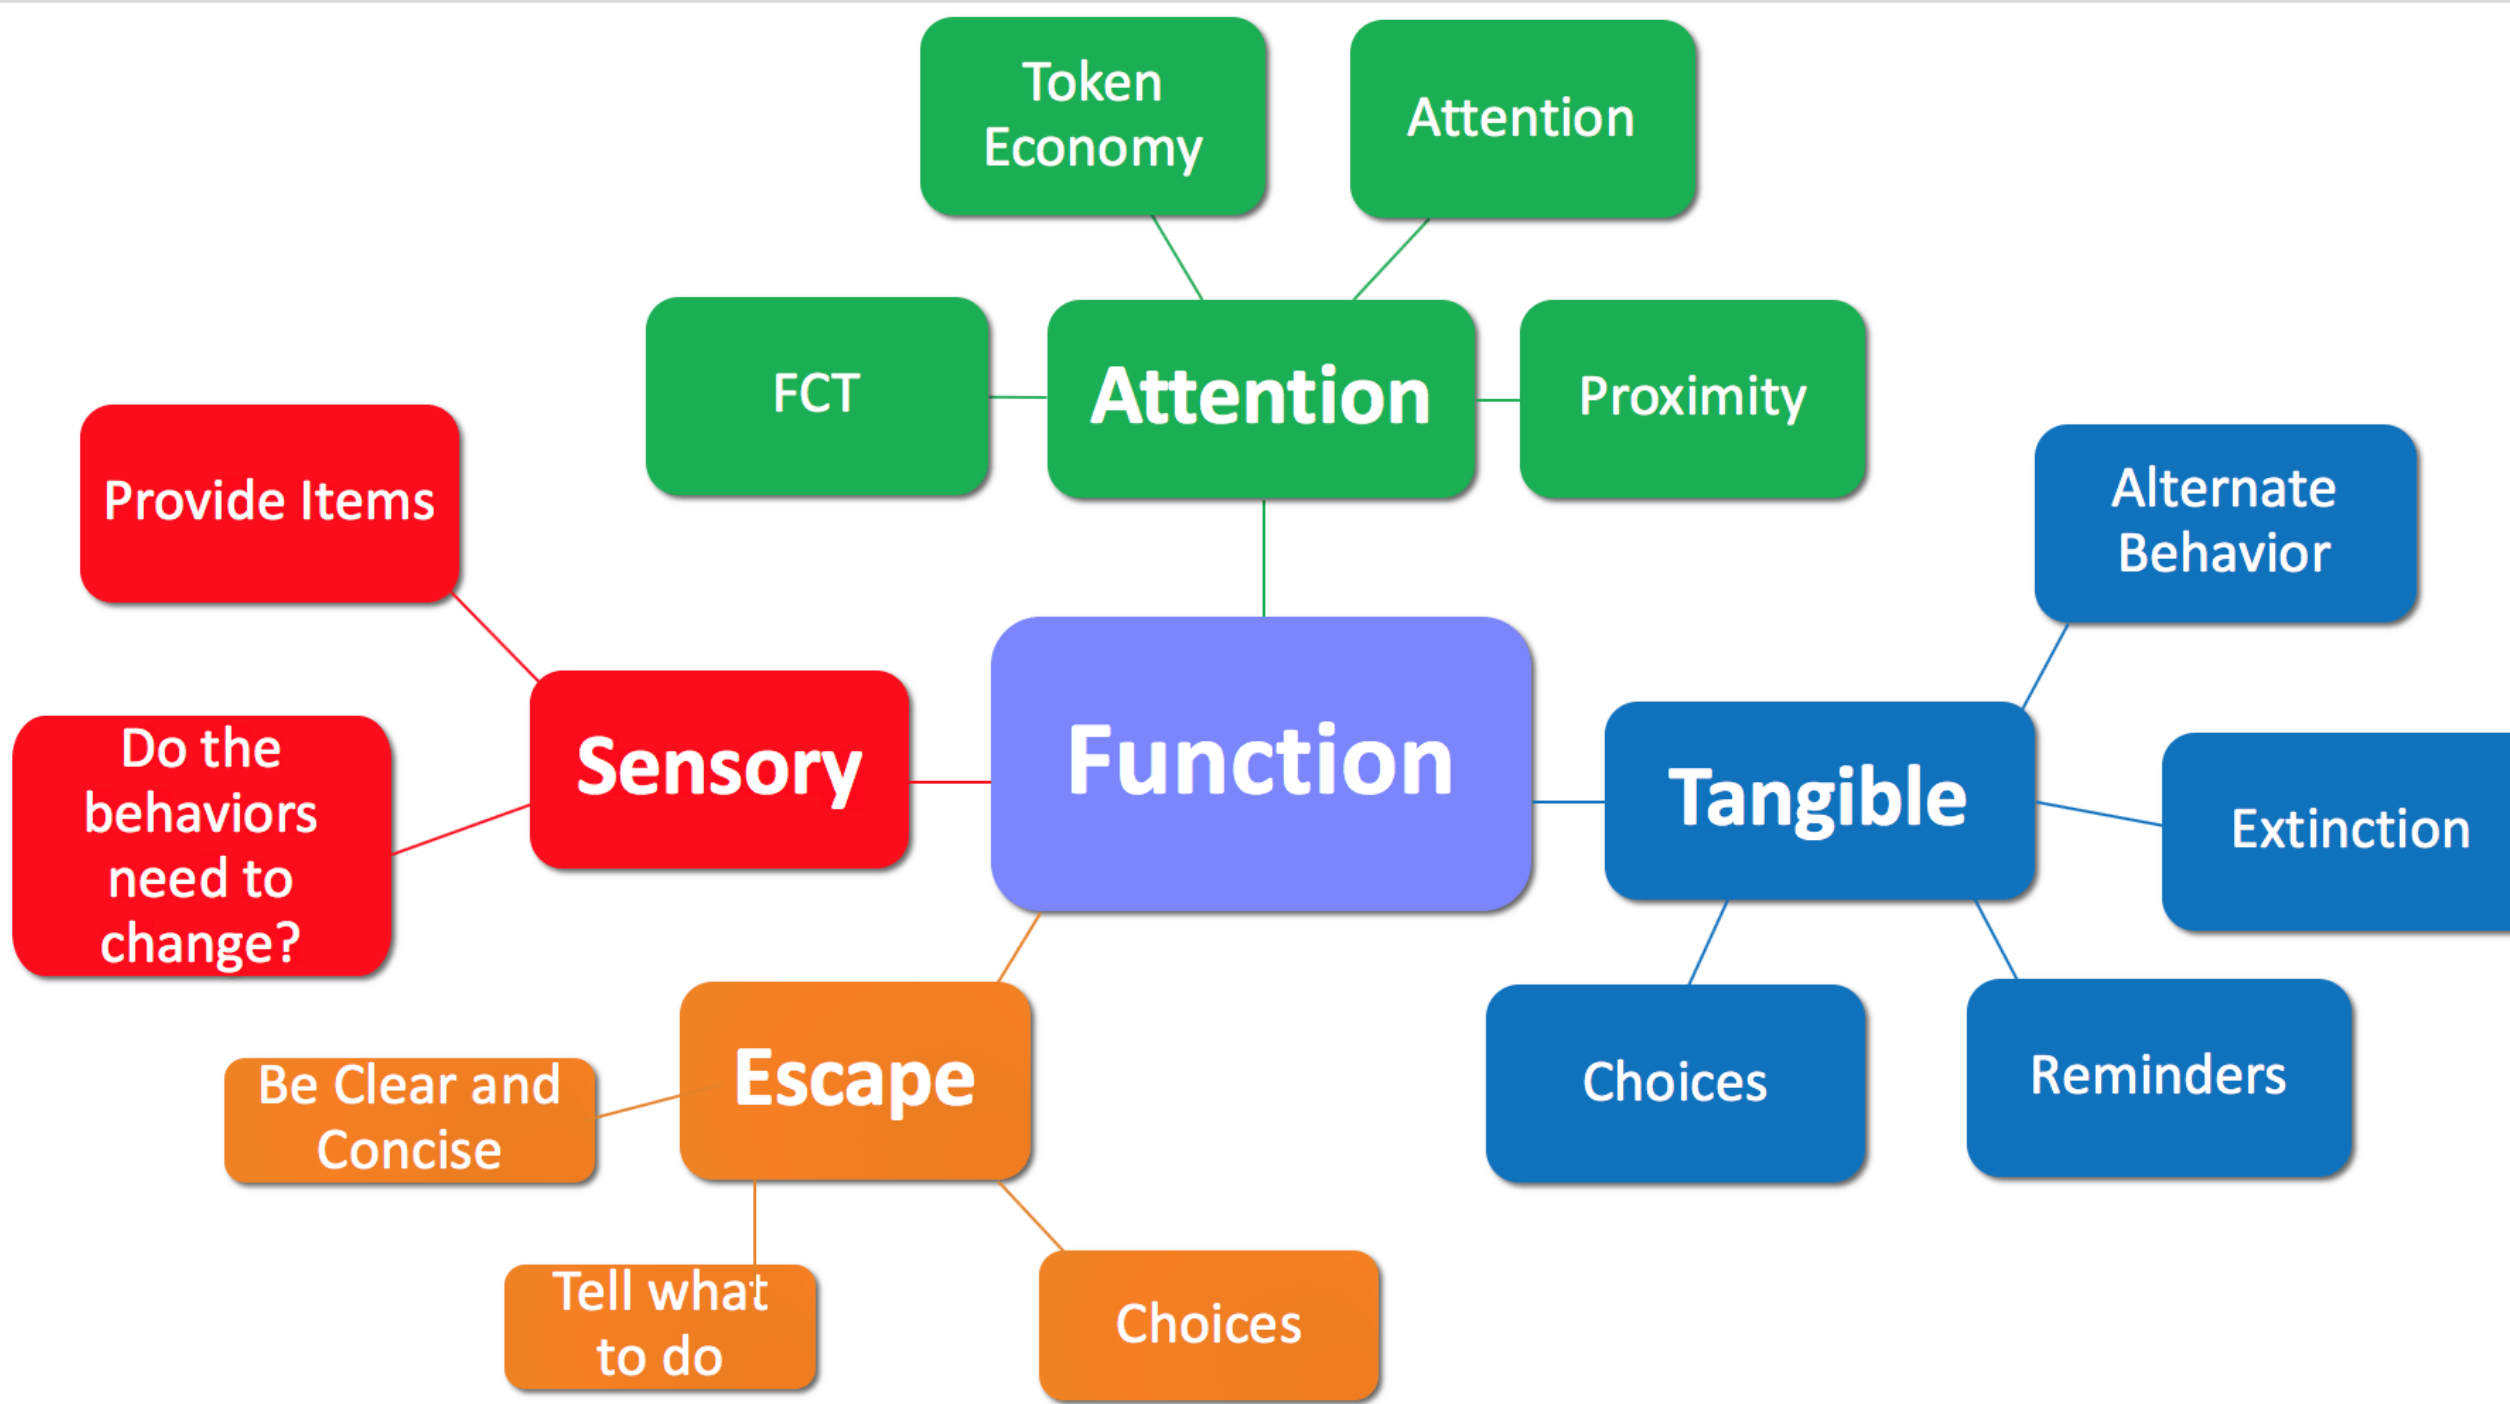 Token
Economy
Attention
FCT
Attention
Proximity
Provide Items
Alternate
Behavior
Do the
behaviors
need to
change?
Sensory
Function
Tangible
Extinction
Be Clear and
Concise
Escape
Choices
Reminders
Tell what
to do
Choices